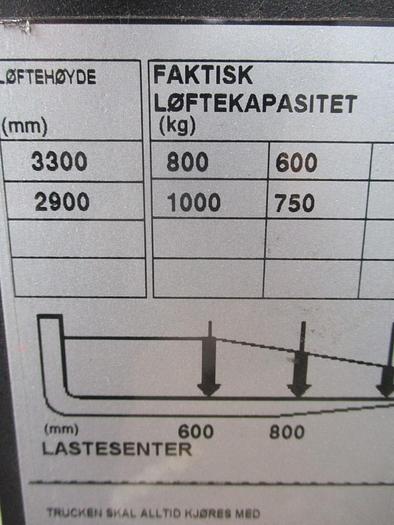 LØFTEHØYDE
(mm)
FAKTISK
LØFTEKAPASITET
(kg)
3300 800 600
2900 1000 750
(mm) 600 800
LASTESENTER
TRUCKEN SKAL ALLTID KJØRES MED